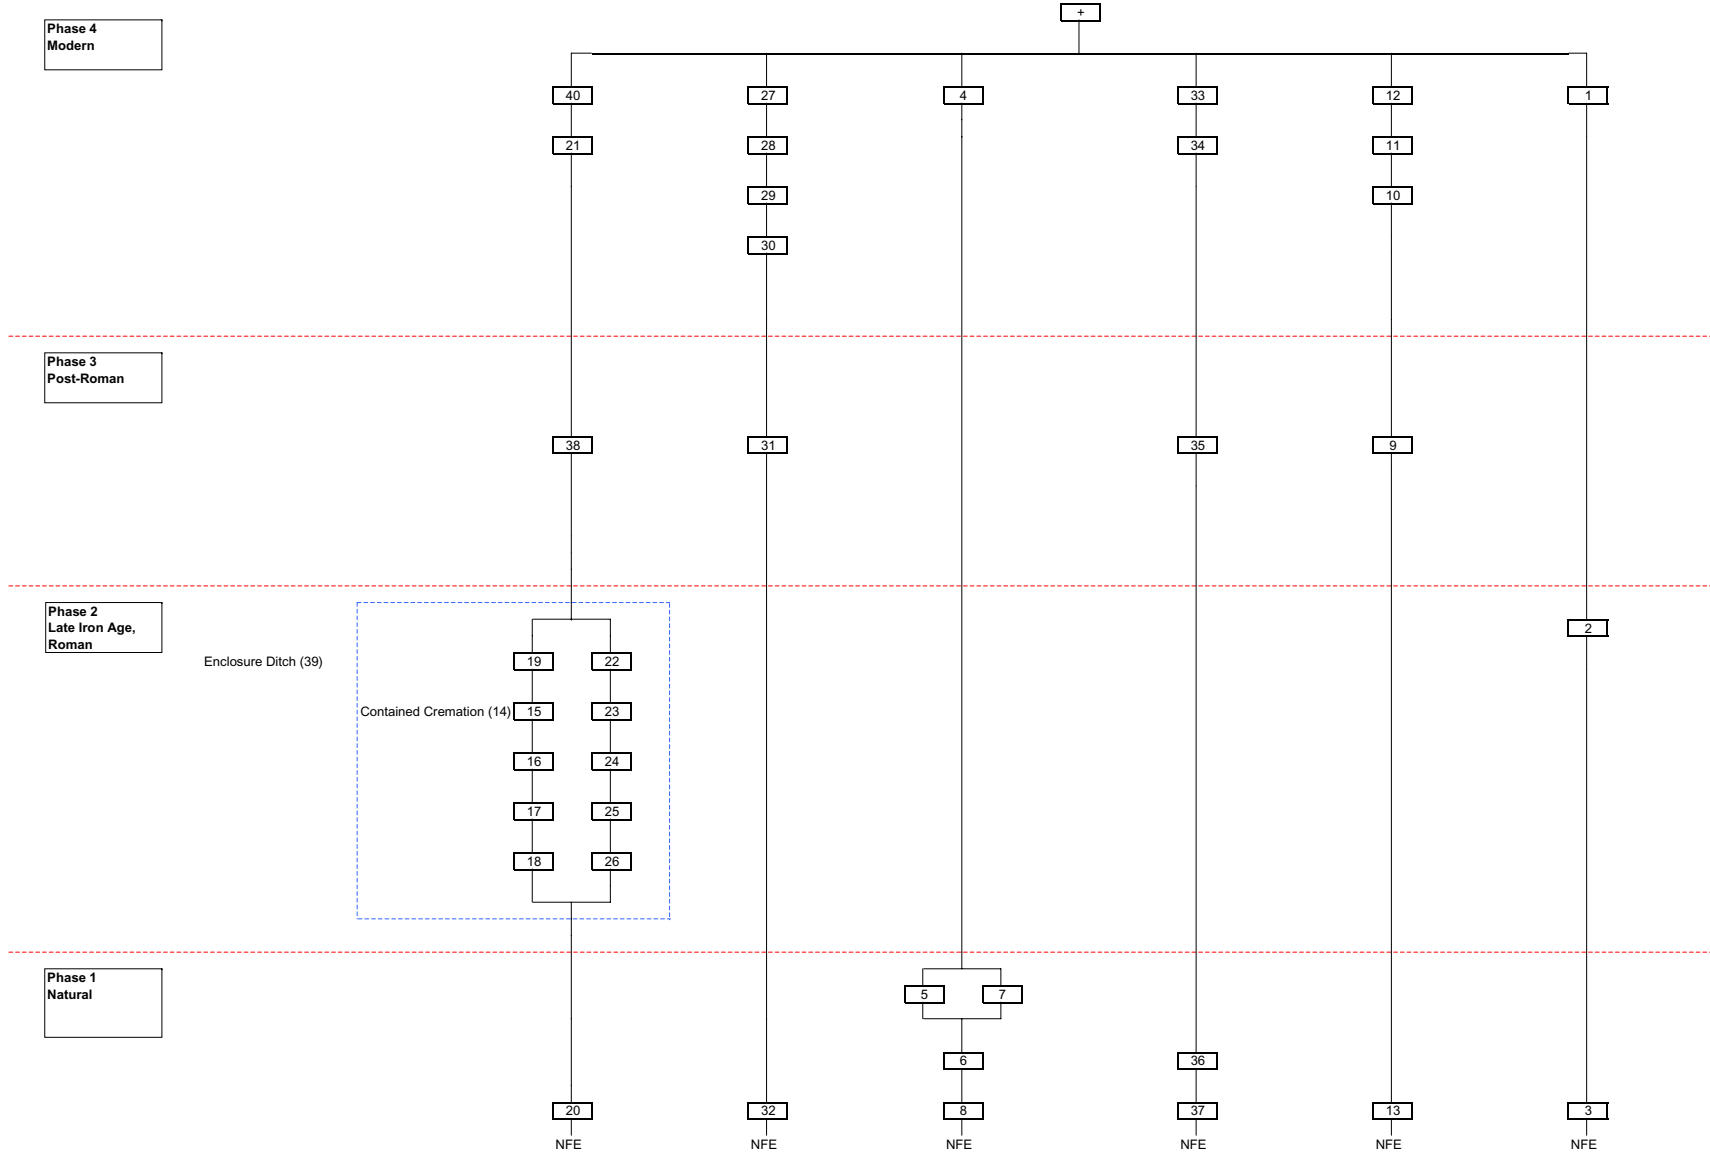 +
Phase 4
Modern
40 27 4 33 12 1
21 28 34 11
29 10
30
Phase 3
Post-Roman
38 31 35 9
Phase 2
Late Iron Age,
Roman
2
Enclosure Ditch (39) 19 22
Contained Cremation (14) 15 23
16 24
17 25
18 26
Phase 1
Natural
5 7
6 36
20 32 8 37 13 3
NFE NFE NFE NFE NFE NFE